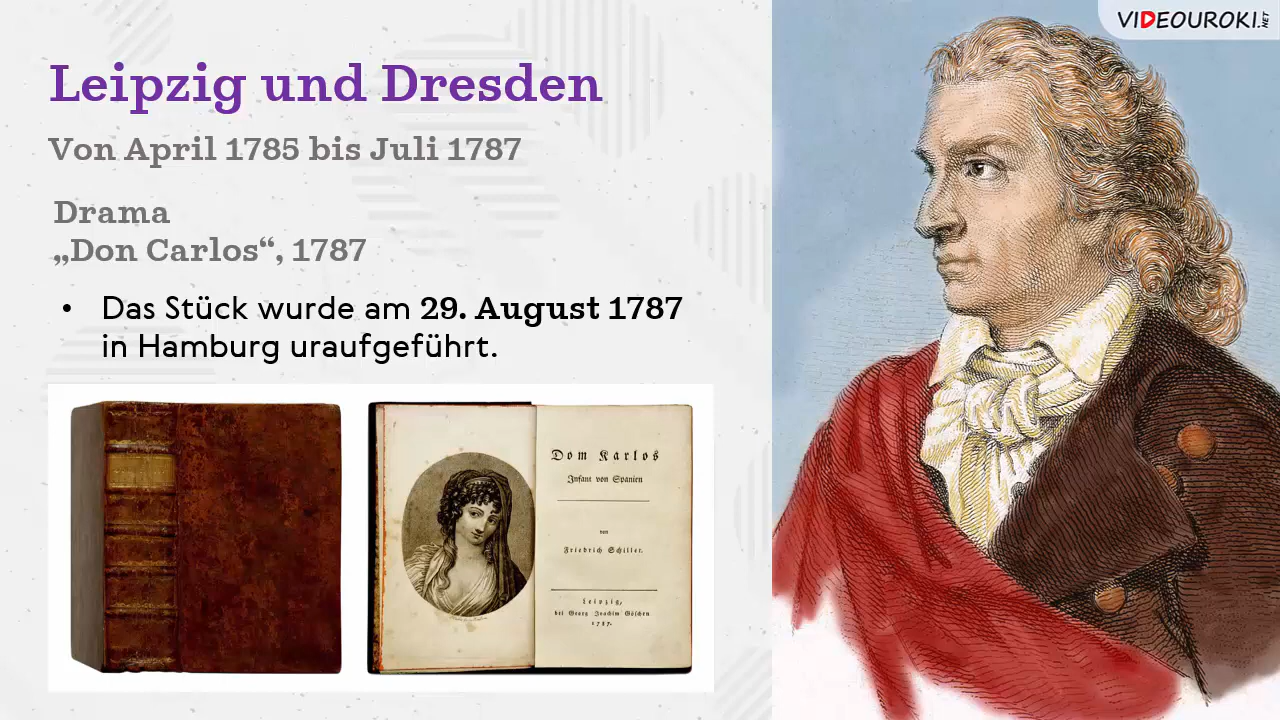 VIDEOUROKI.NET
Leipzig und Dresden
Von April 1785 bis Juli 1787
Drama
„Don Carlos“, 1787
• Das Stück wurde am 29. August 1787
in Hamburg uraufgeführt.
Dom Karlos
Infant von Spanien
von
Friedrich Schiller.
Leipzig,
bei Georg Joachim Göschen
1787.